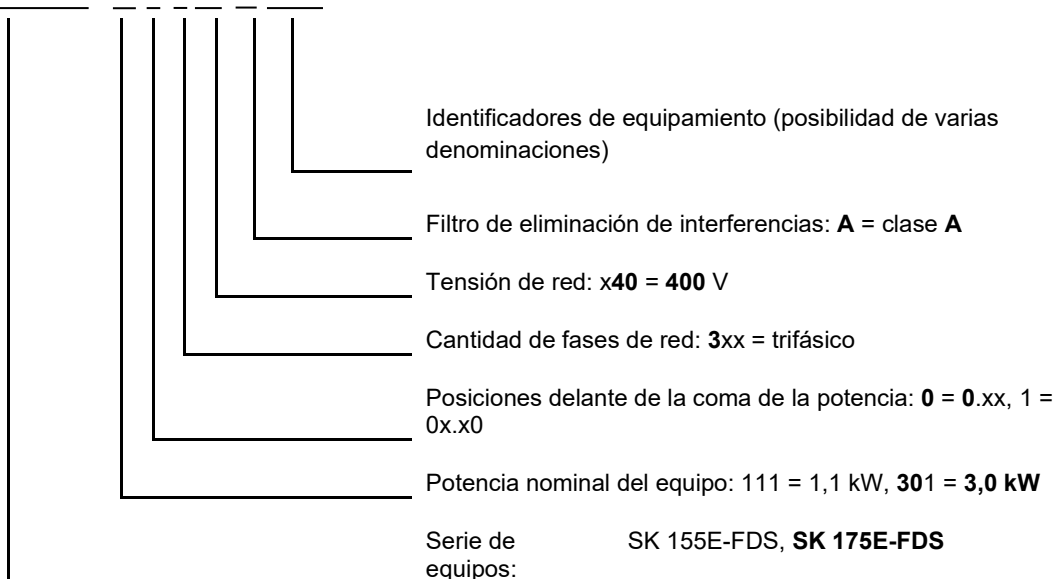 Identificadores de equipamiento (posibilidad de varias
denominaciones)
Filtro de eliminación de interferencias: A = clase A
Tensión de red: x40 = 400 V
Cantidad de fases de red: 3xx = trifásico
Posiciones delante de la coma de la potencia: 0 = 0.xx, 1 =
0x.x0
Potencia nominal del equipo: 111 = 1,1 kW, 301 = 3,0 kW
Serie de SK 155E-FDS, SK 175E-FDS
equipos: